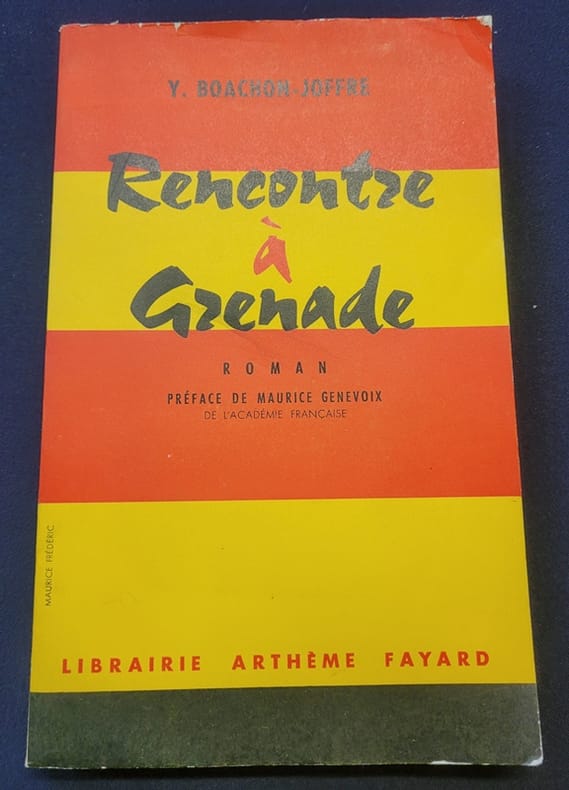 Y. BOACHON-JOFFRE
Rencontre
à
Grenade
ROMAN
PRÉFACE DE MAURICE GENEVOIX
DE L'ACADÉMIE FRANÇAISE
MAURICE FRÉDÉRIC
LIBRAIRIE ARTHÈME FAYARD